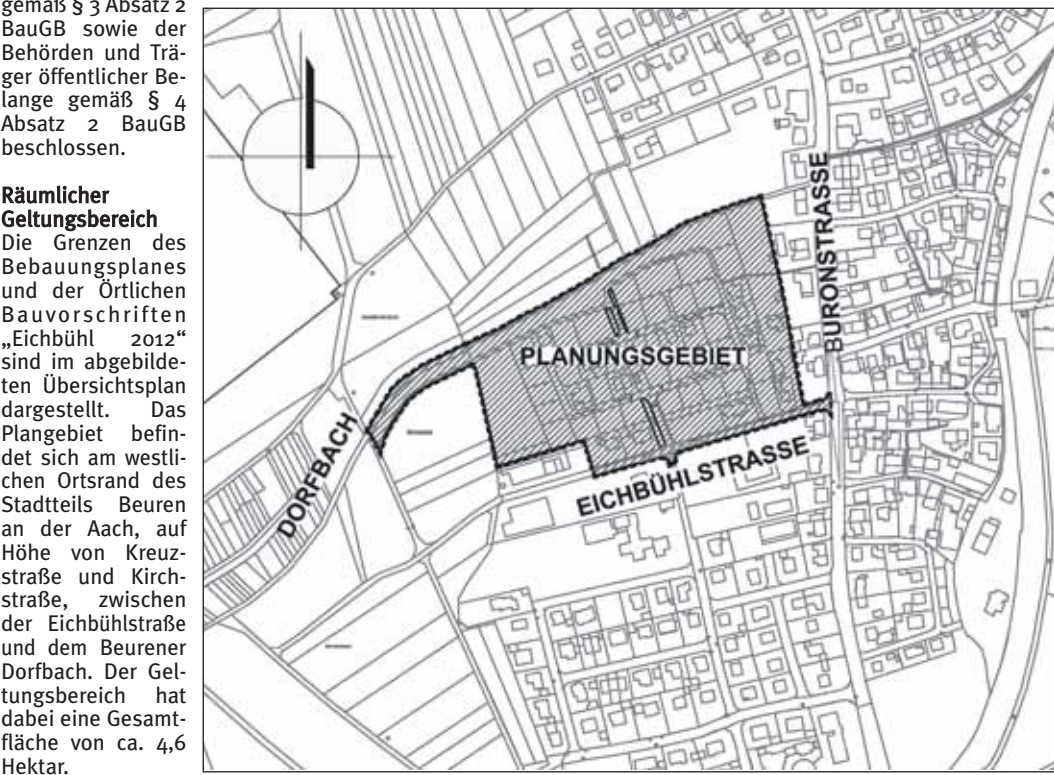 gemäß § 3 Absatz 2
BauGB sowie der
Behörden und Trä-
ger öffentlicher Be-
lange gemäß § 4
Absatz 2 BauGB
beschlossen.
Räumlicher
Geltungsbereich
Die Grenzen des
Bebauungsplanes
und der Örtlichen
Bauvorschriften
„Eichbühl 2012“
sind im abgebilde-
ten Übersichtsplan
dargestellt. Das
Plangebiet befin-
det sich am westli-
chen Ortsrand des
Stadtteils Beuren
an der Aach, auf
Höhe von Kreuz-
straße und Kirch-
straße, zwischen
der Eichbühlstraße
und dem Beurener
Dorfbach. Der Gel-
tungsbereich hat
dabei eine Gesamt-
fläche von ca. 4,6
Hektar.
BURONSTRASSE
PLANUNGSGEBIET
DORFBACH
EICHBÜHLSTRASSE